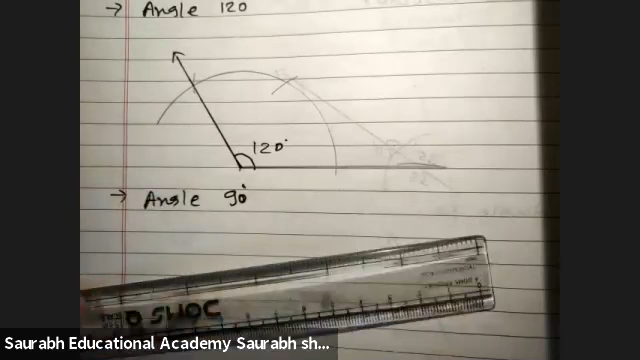 → Angle 120
120°
→ Angle 90°
Saurabh Educational Academy Saurabh sh...